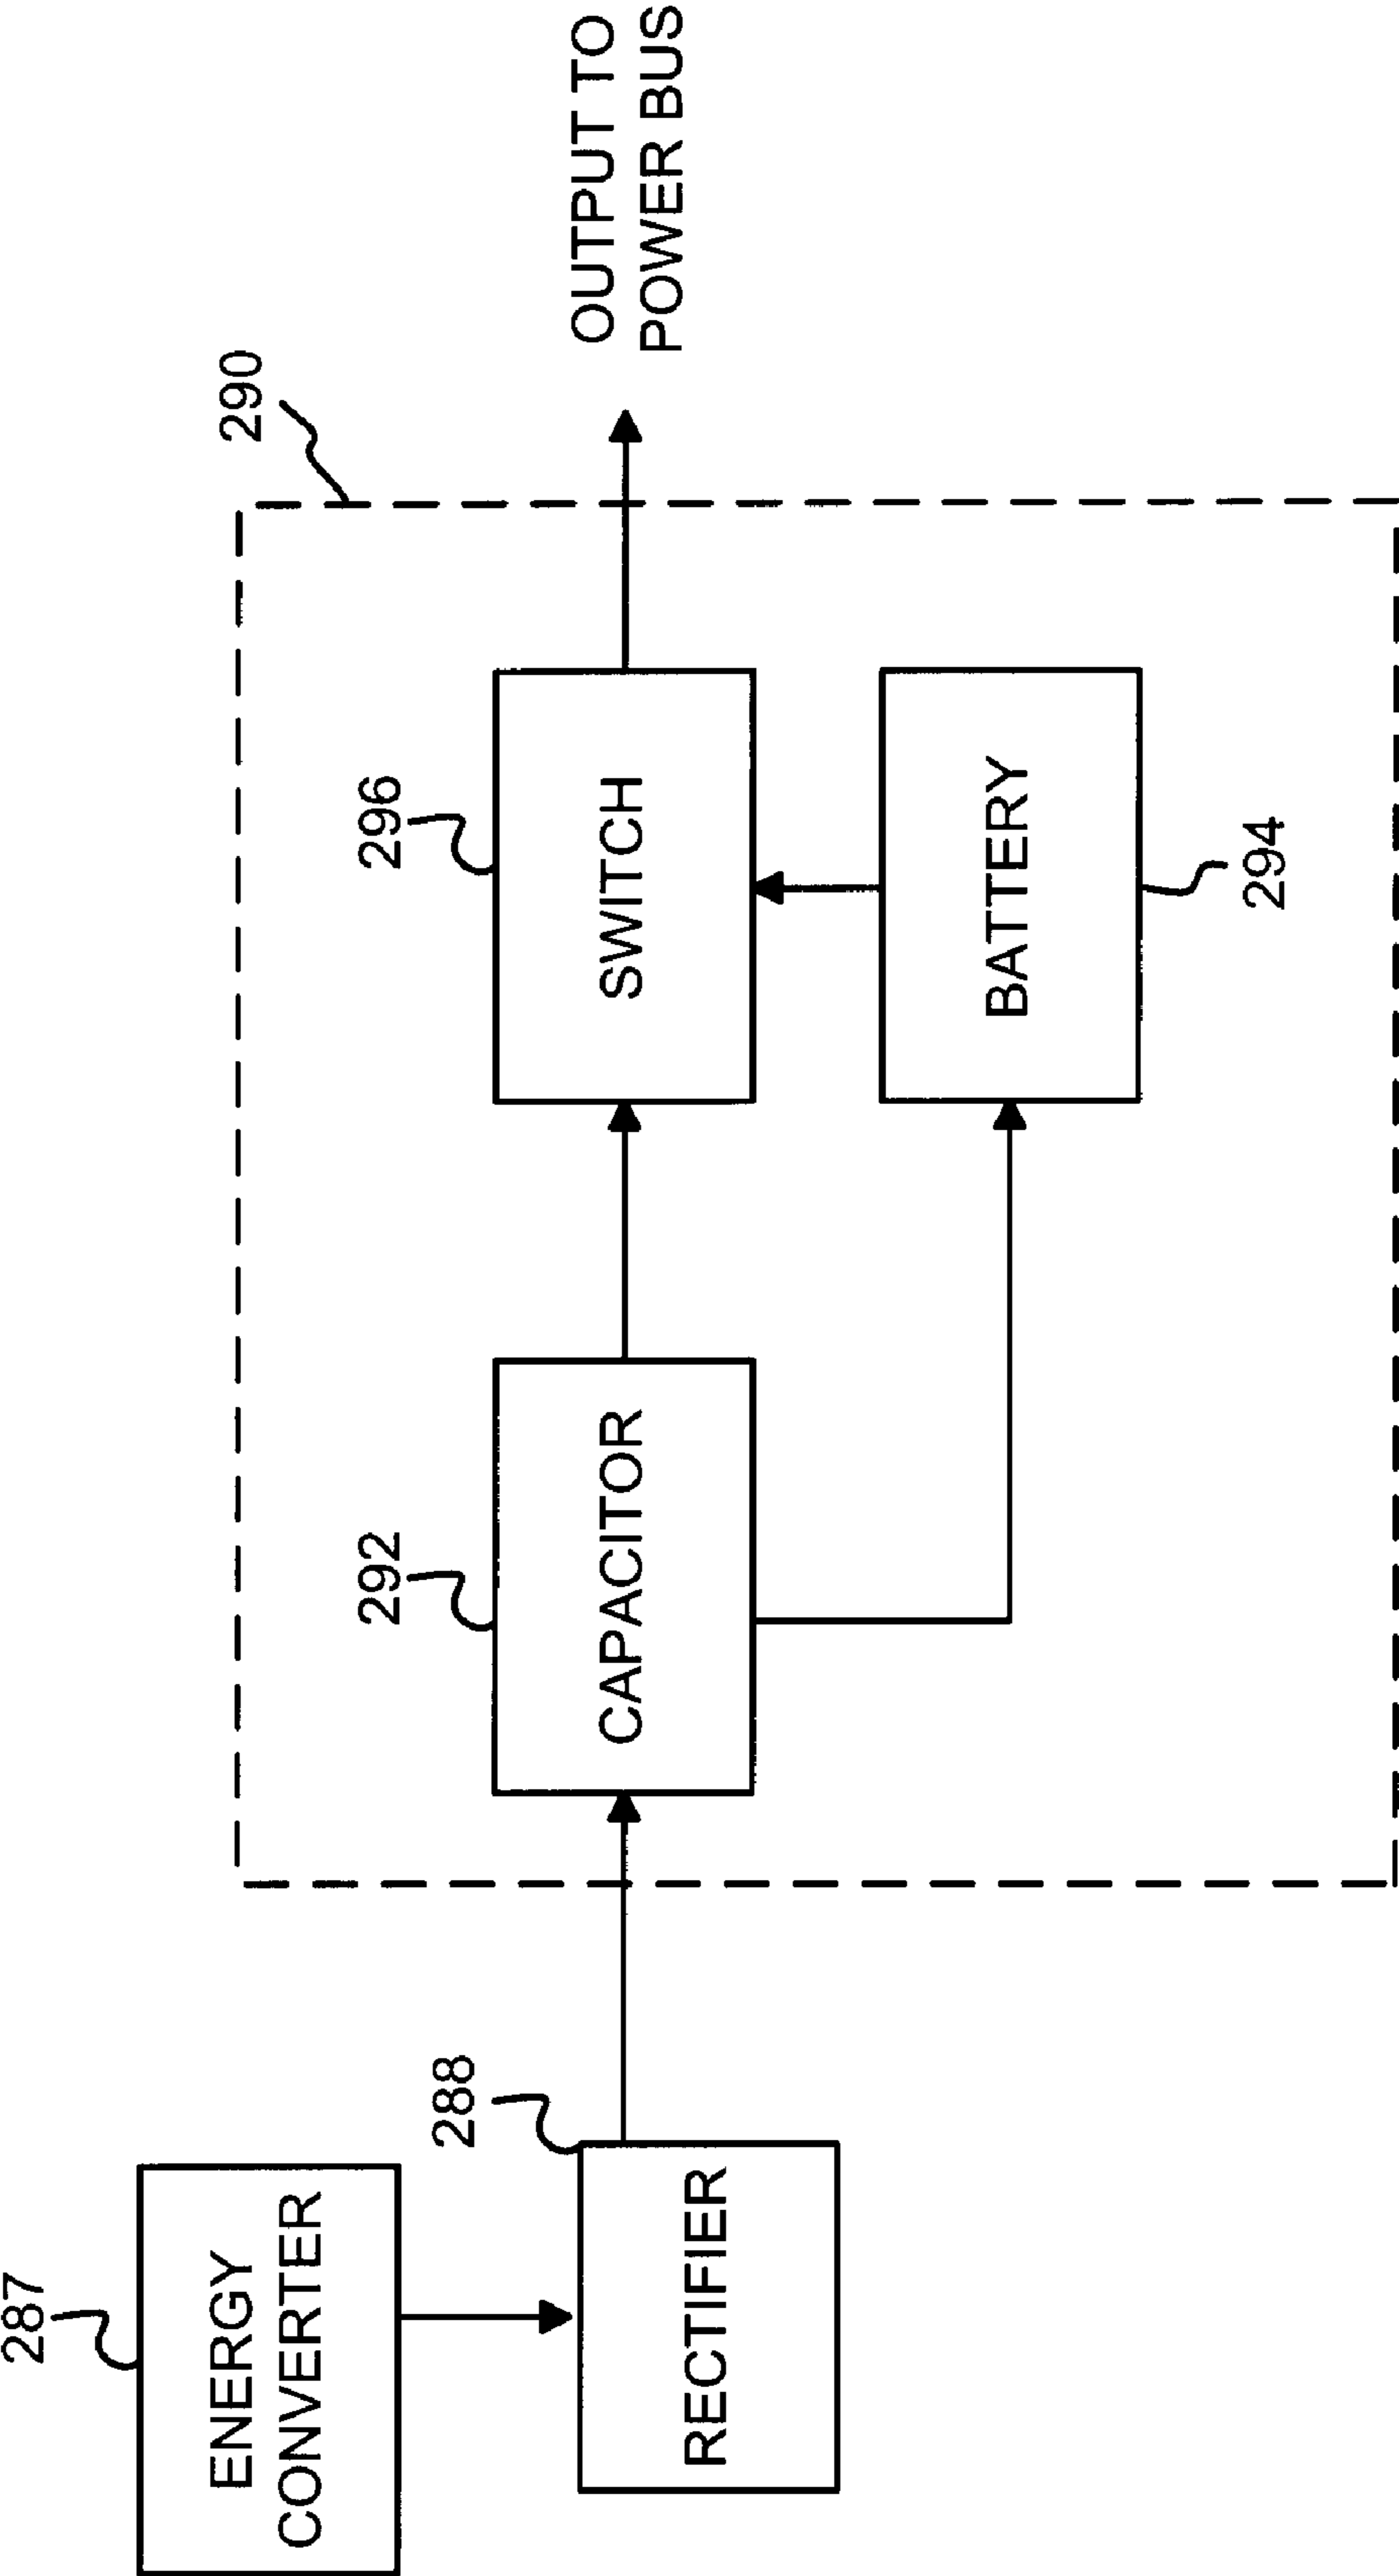 287
ENERGY
CONVERTER
288
RECTIFIER
290
292
CAPACITOR
296
SWITCH
BATTERY
294
OUTPUT TO
POWER BUS